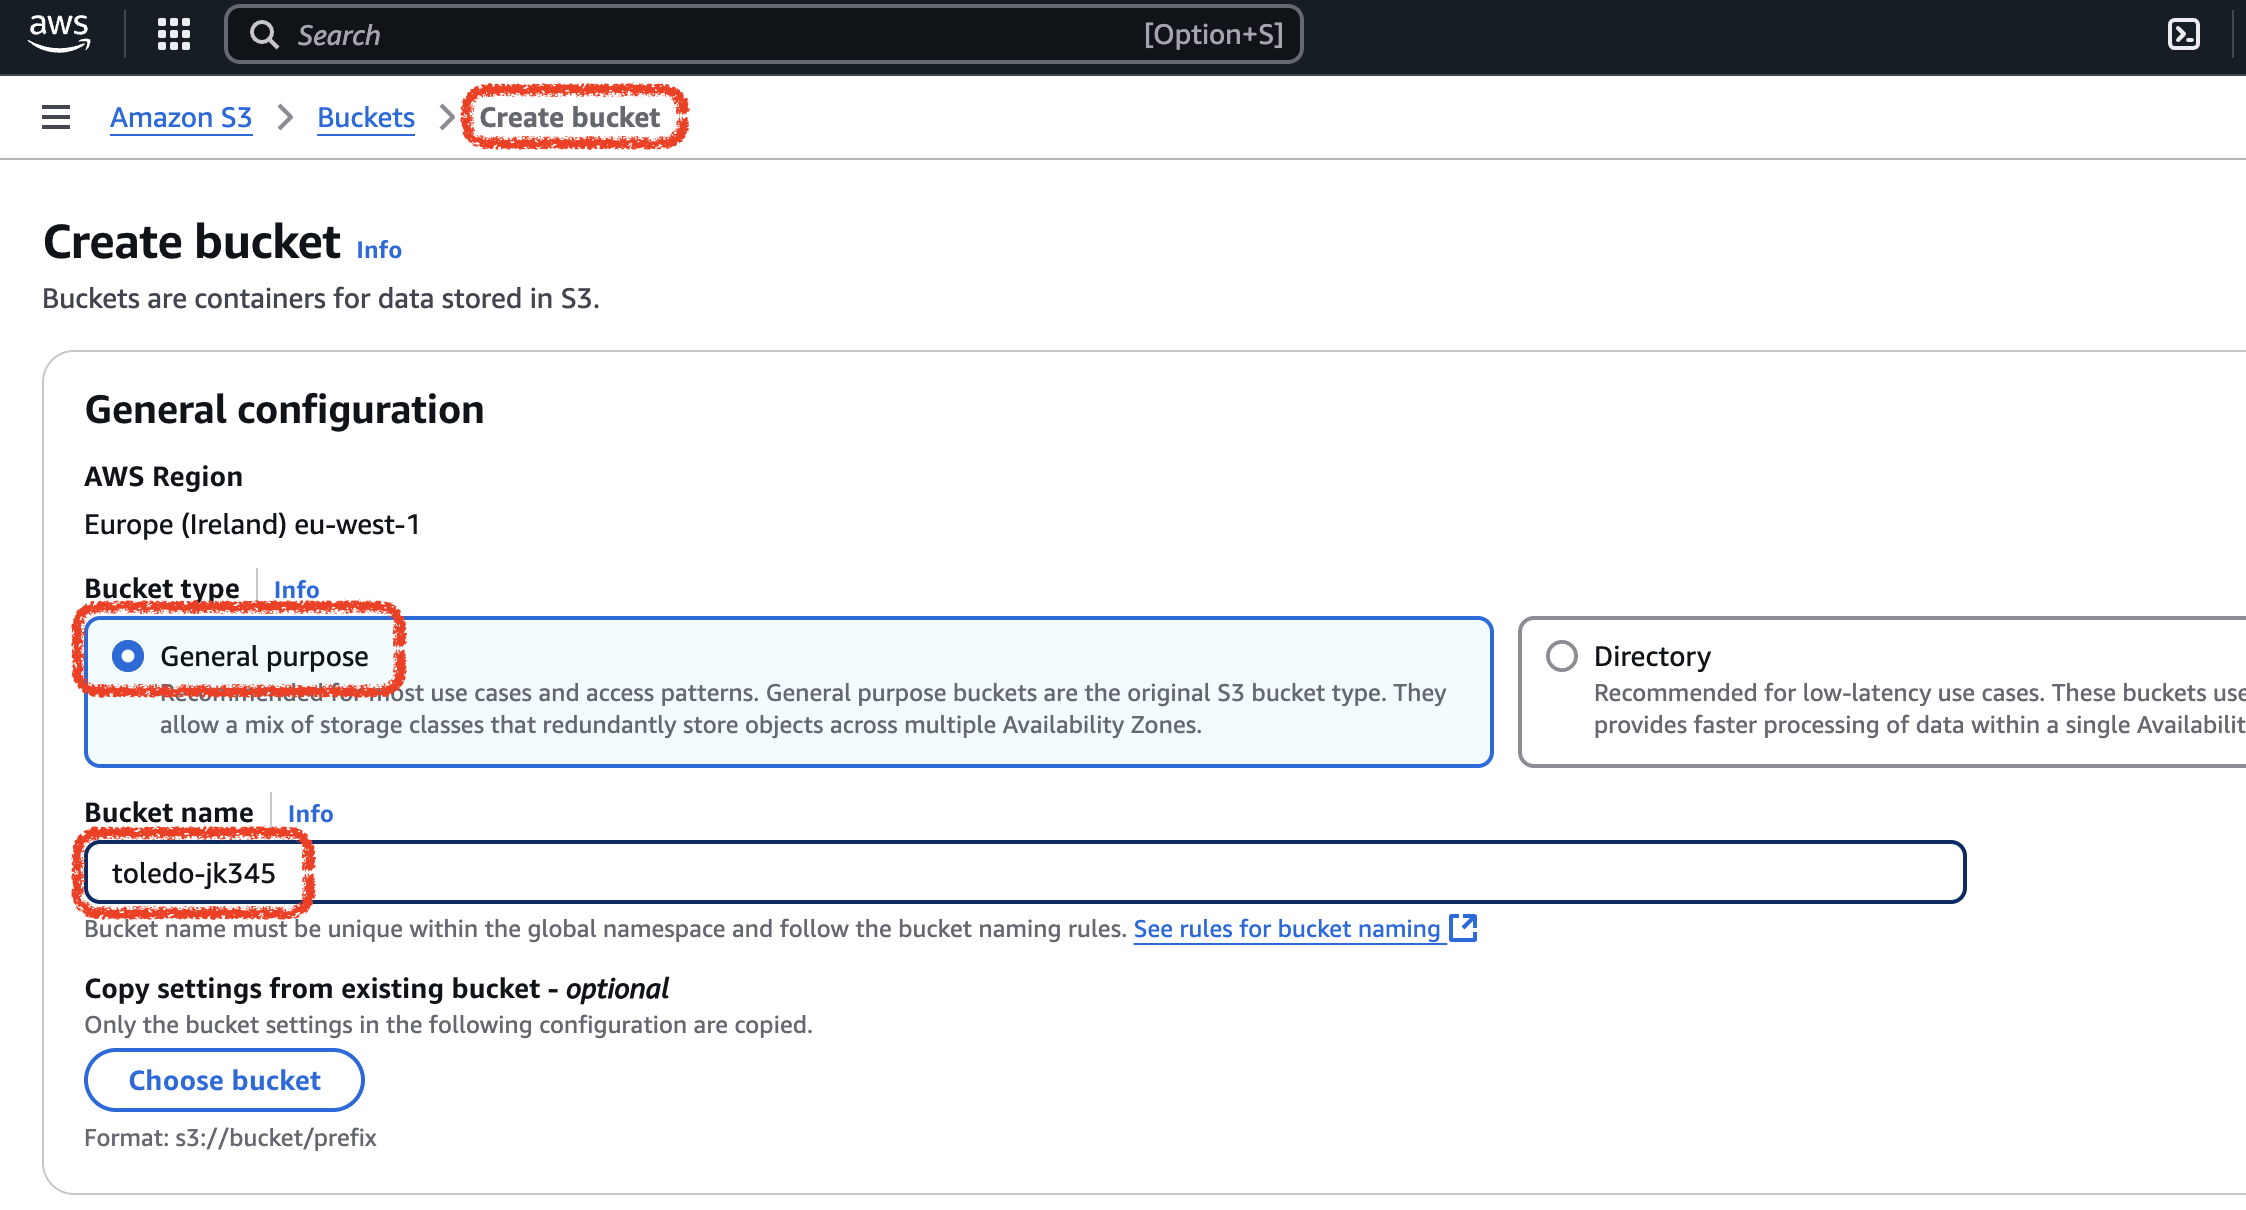 aws
Search [Option+S]
Amazon S3 > Buckets > Create bucket
Create bucket Info
Buckets are containers for data stored in S3.
General configuration
AWS Region
Europe (Ireland) eu-west-1
Bucket type Info
General purpose
Recommended for most use cases and access patterns. General purpose buckets are the original S3 bucket type. They
allow a mix of storage classes that redundantly store objects across multiple Availability Zones.
Directory
Recommended for low-latency use cases. These buckets use
provides faster processing of data within a single Availabilit
Bucket name Info
toledo-jk345
Bucket name must be unique within the global namespace and follow the bucket naming rules. See rules for bucket naming
Copy settings from existing bucket - optional
Only the bucket settings in the following configuration are copied.
Choose bucket
Format: s3://bucket/prefix